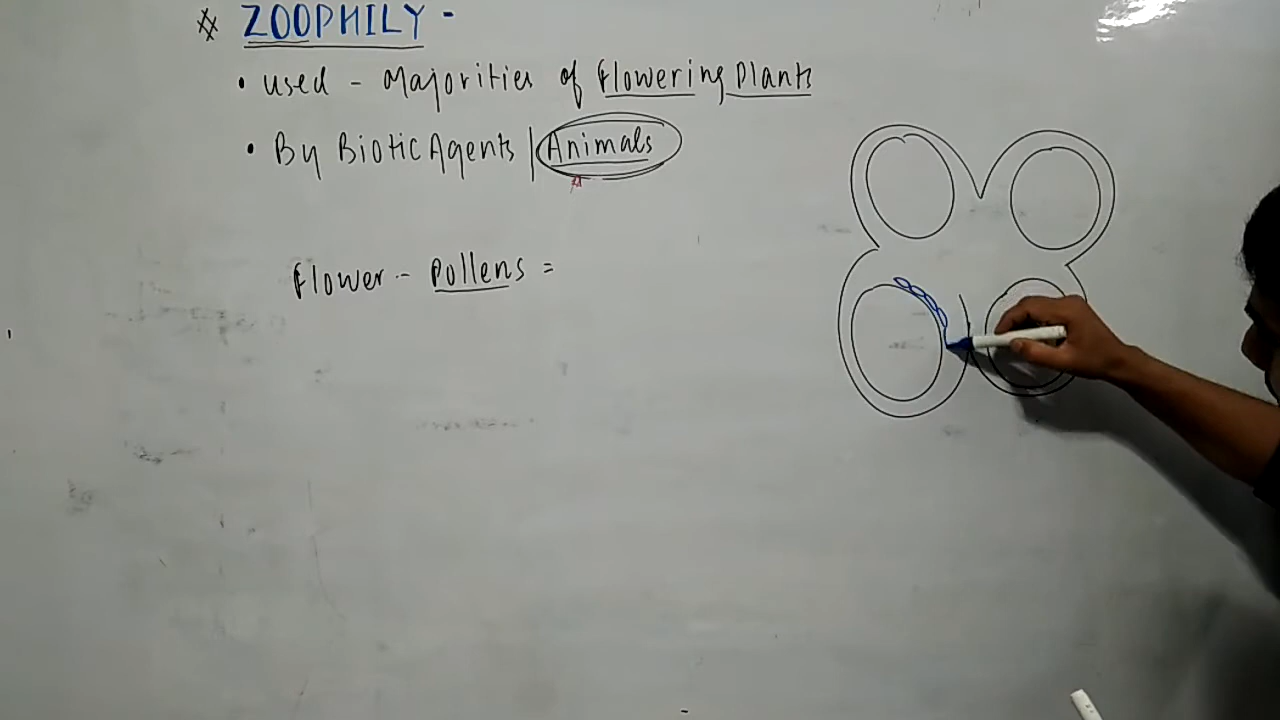 * ZOOPHILY -
• Used - Majorities of Flowering Plants
• By Biotic Agents | Animals
Flower - Pollens =